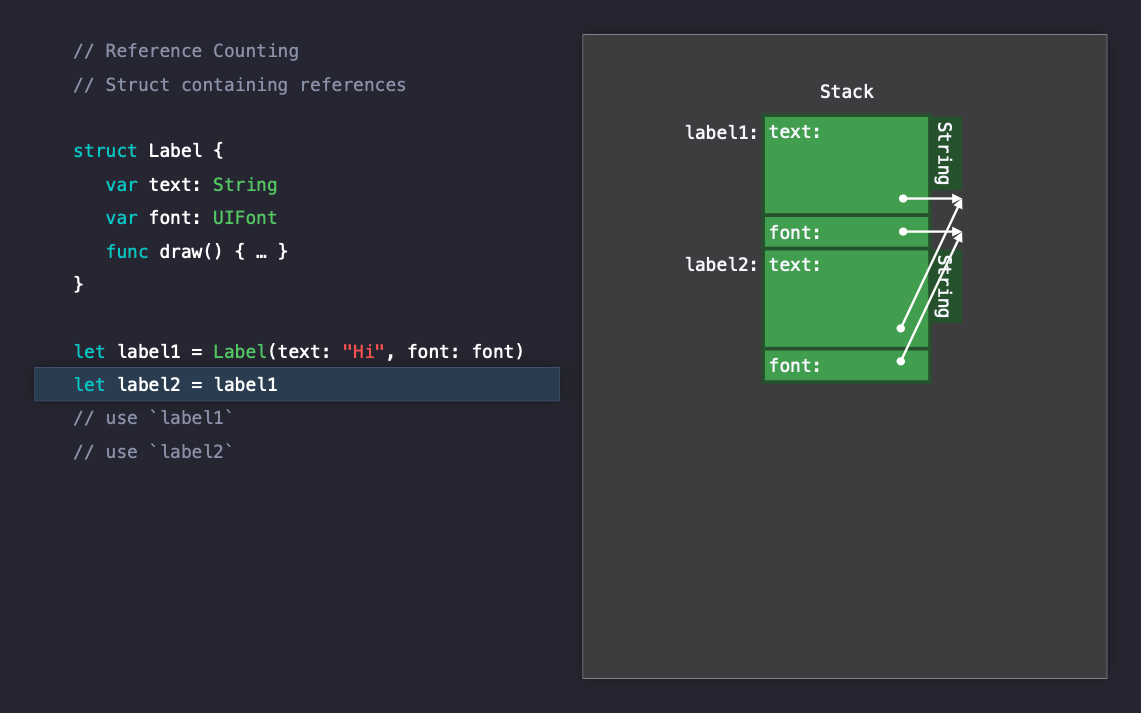 // Reference Counting
// Struct containing references
struct Label {
var text: String
var font: UIFont
func draw() { … }
}
let label1 = Label(text: "Hi", font: font)
let label2 = label1
// use `label1`
// use `label2`
Stack
label1:
text:
String
font:
label2:
text:
String
font: